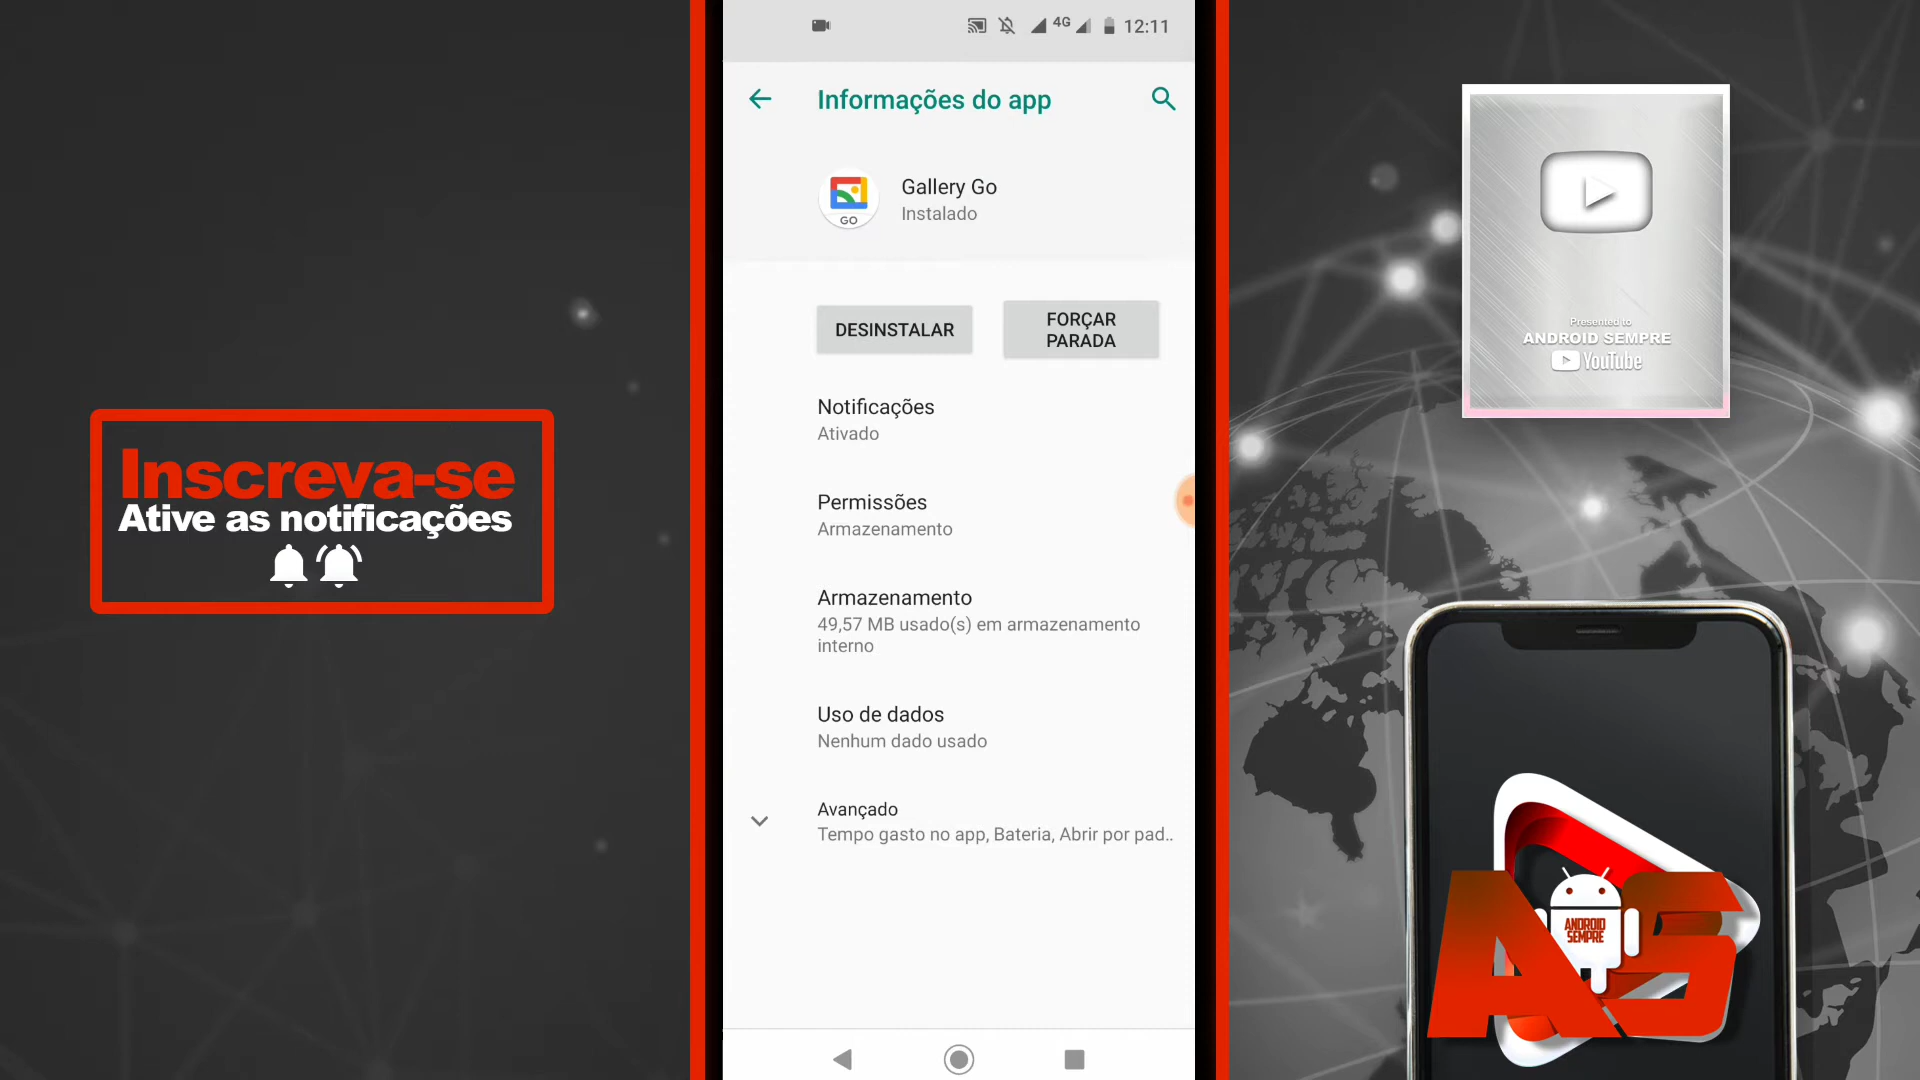 Inscreva-se
Ative as notificações
4G 12:11
Informações do app
GO
Gallery Go
Instalado
DESINSTALAR
FORÇAR
PARADA
Notificações
Ativado
Permissões
Armazenamento
Armazenamento
49,57 MB usado(s) em armazenamento
interno
Uso de dados
Nenhum dado usado
Avançado
Tempo gasto no app, Bateria, Abrir por pad..
Presented to
ANDROID SEMPRE
YouTube
AS
ANDROID
SEMPRE